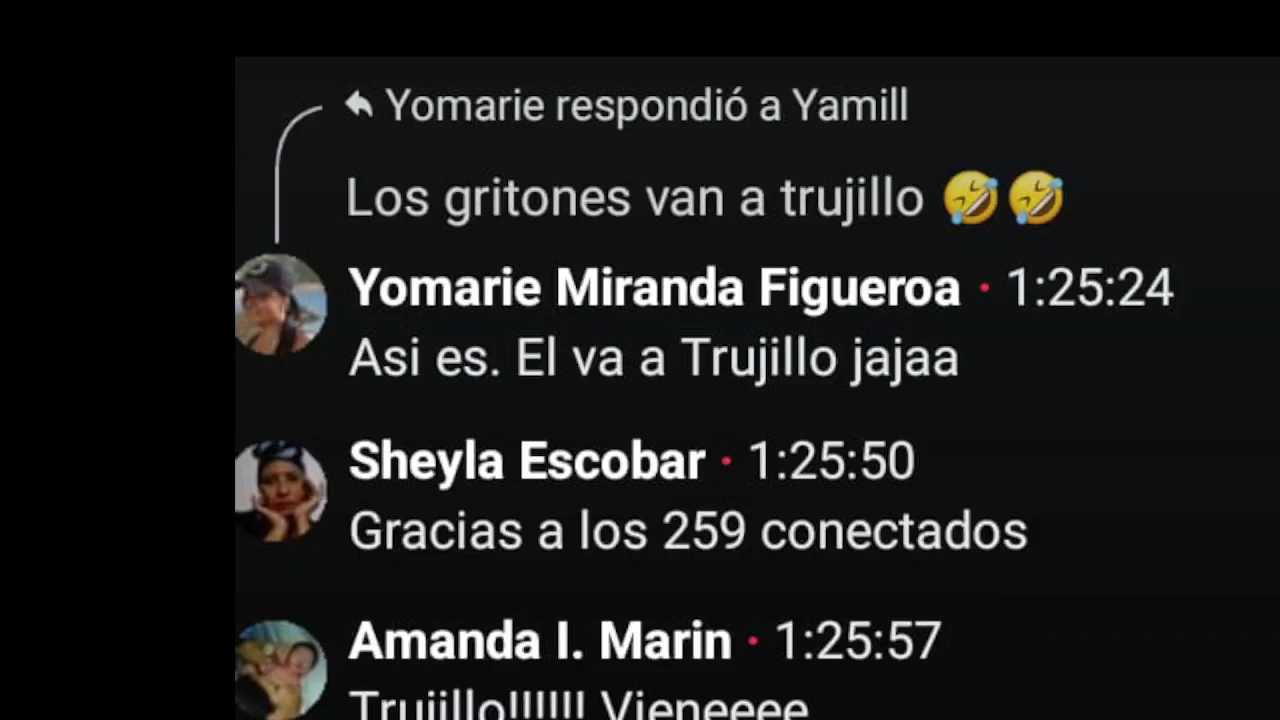 Yomarie respondió a Yamill
Los gritones van a trujillo 🤣🤣
Yomarie Miranda Figueroa · 1:25:24
Asi es. El va a Trujillo jajaa
Sheyla Escobar · 1:25:50
Gracias a los 259 conectados
Amanda I. Marin · 1:25:57
Trujillo!!!!!! Vieneeee